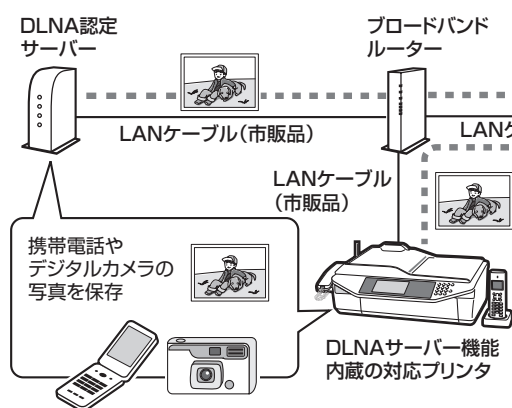 DLNA認定
サーバー
ブロードバンド
ルーター
LANケーブル（市販品）
LANケ
LANケーブル
（市販品）
携帯電話や
デジタルカメラの
写真を保存
DLNAサーバー機能
内蔵の対応プリンタ